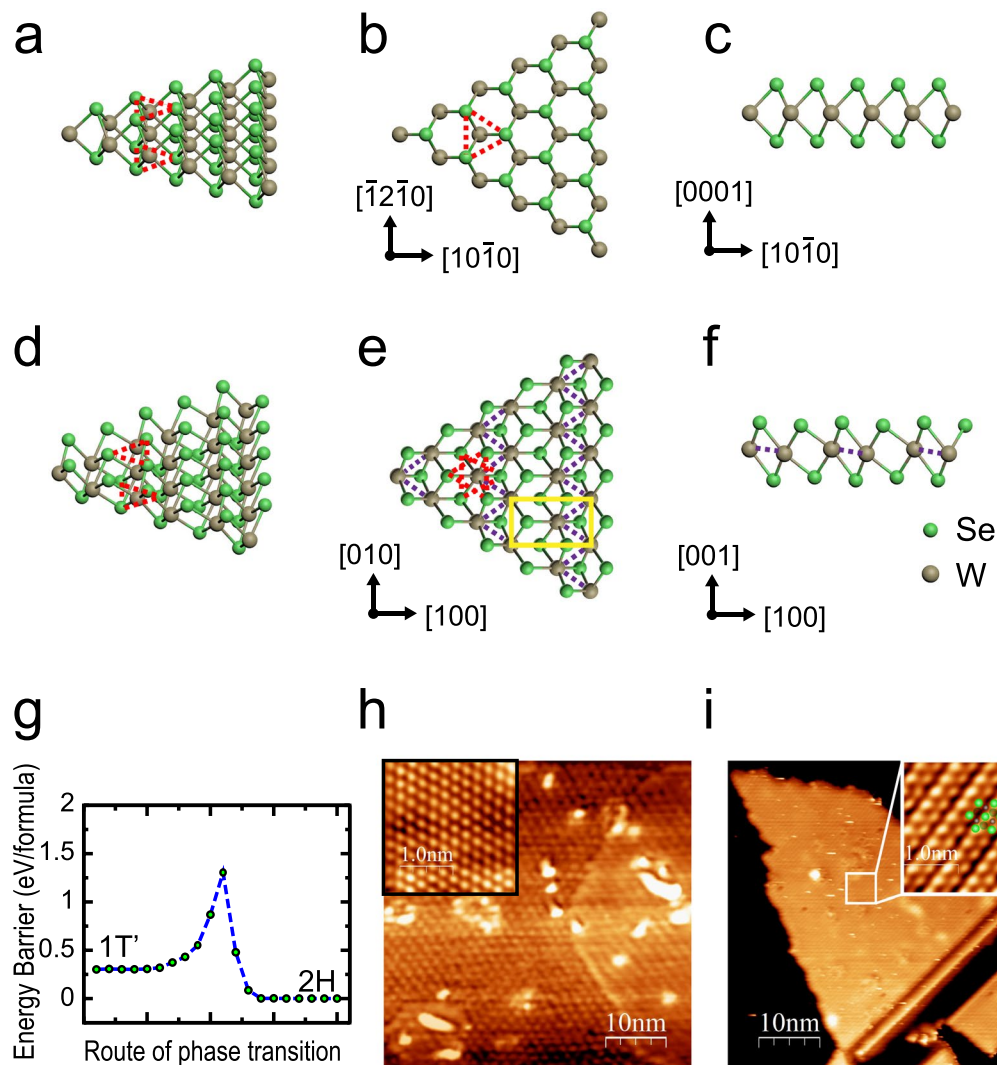 a
b
c
[1̄21̄0]
[101̄0]
[0001]
[101̄0]
d
e
f
Se
W
[010]
[100]
[001]
[100]
g
h
i
Energy Barrier (eV/formula)
2
1.5
1
0.5
0
1T’
2H
Route of phase transition
1.0nm
10nm
1.0nm
10nm